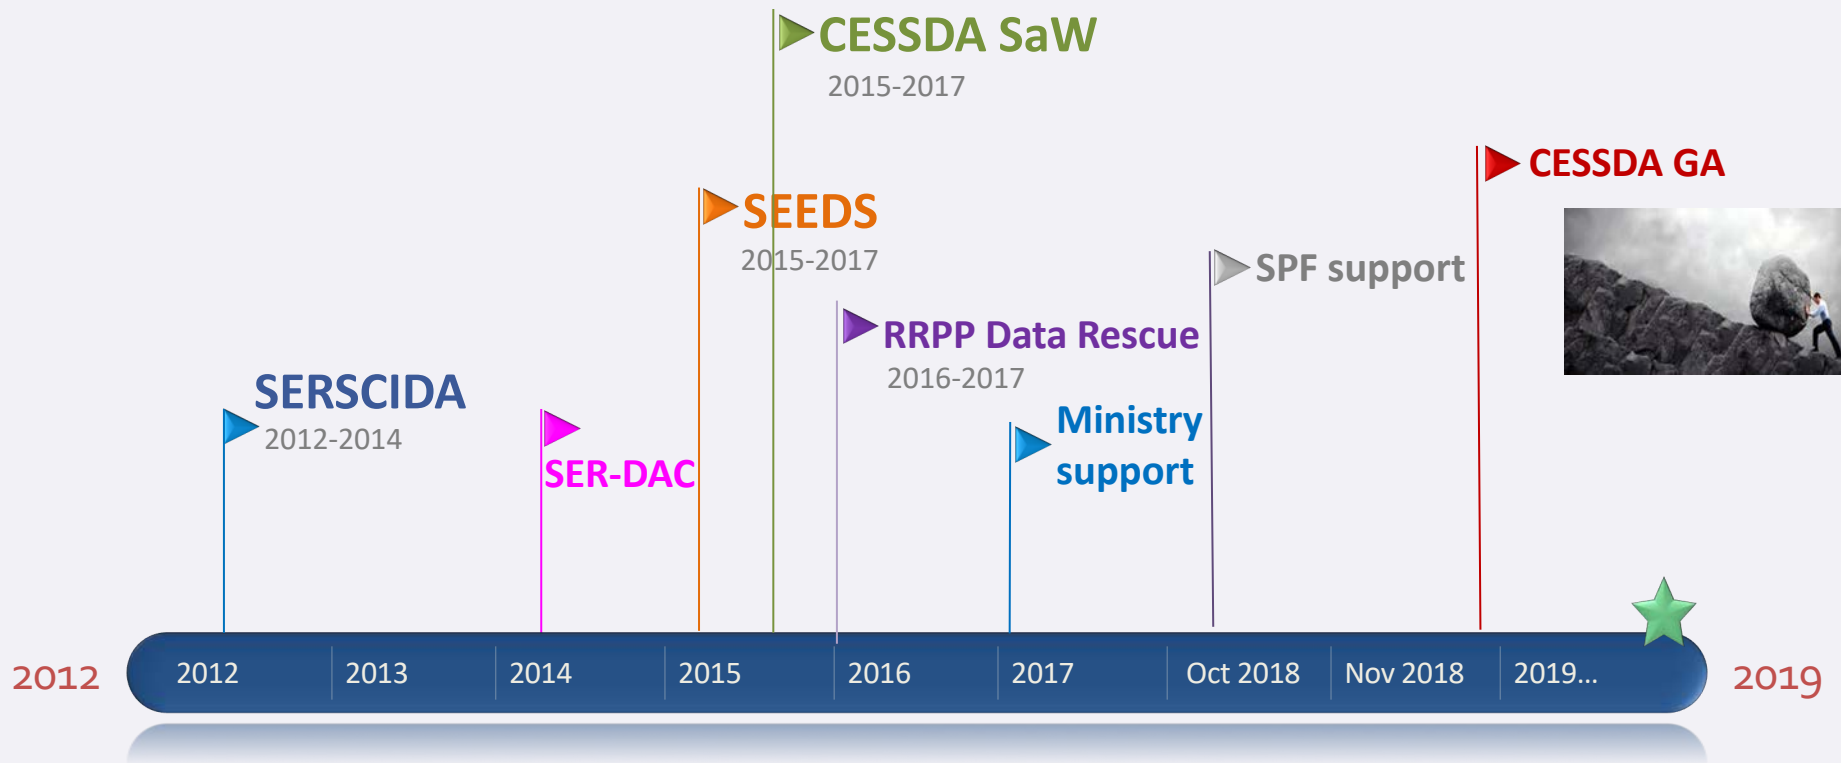 CESSDA SaW
2015-2017
CESSDA GA
SEEDS
2015-2017
SPF support
RRPP Data Rescue
2016-2017
SERSCIDA
2012-2014
Ministry
support
SER-DAC
2012
2012
2013
2014
2015
2016
2017
Oct 2018
Nov 2018
2019...
2019